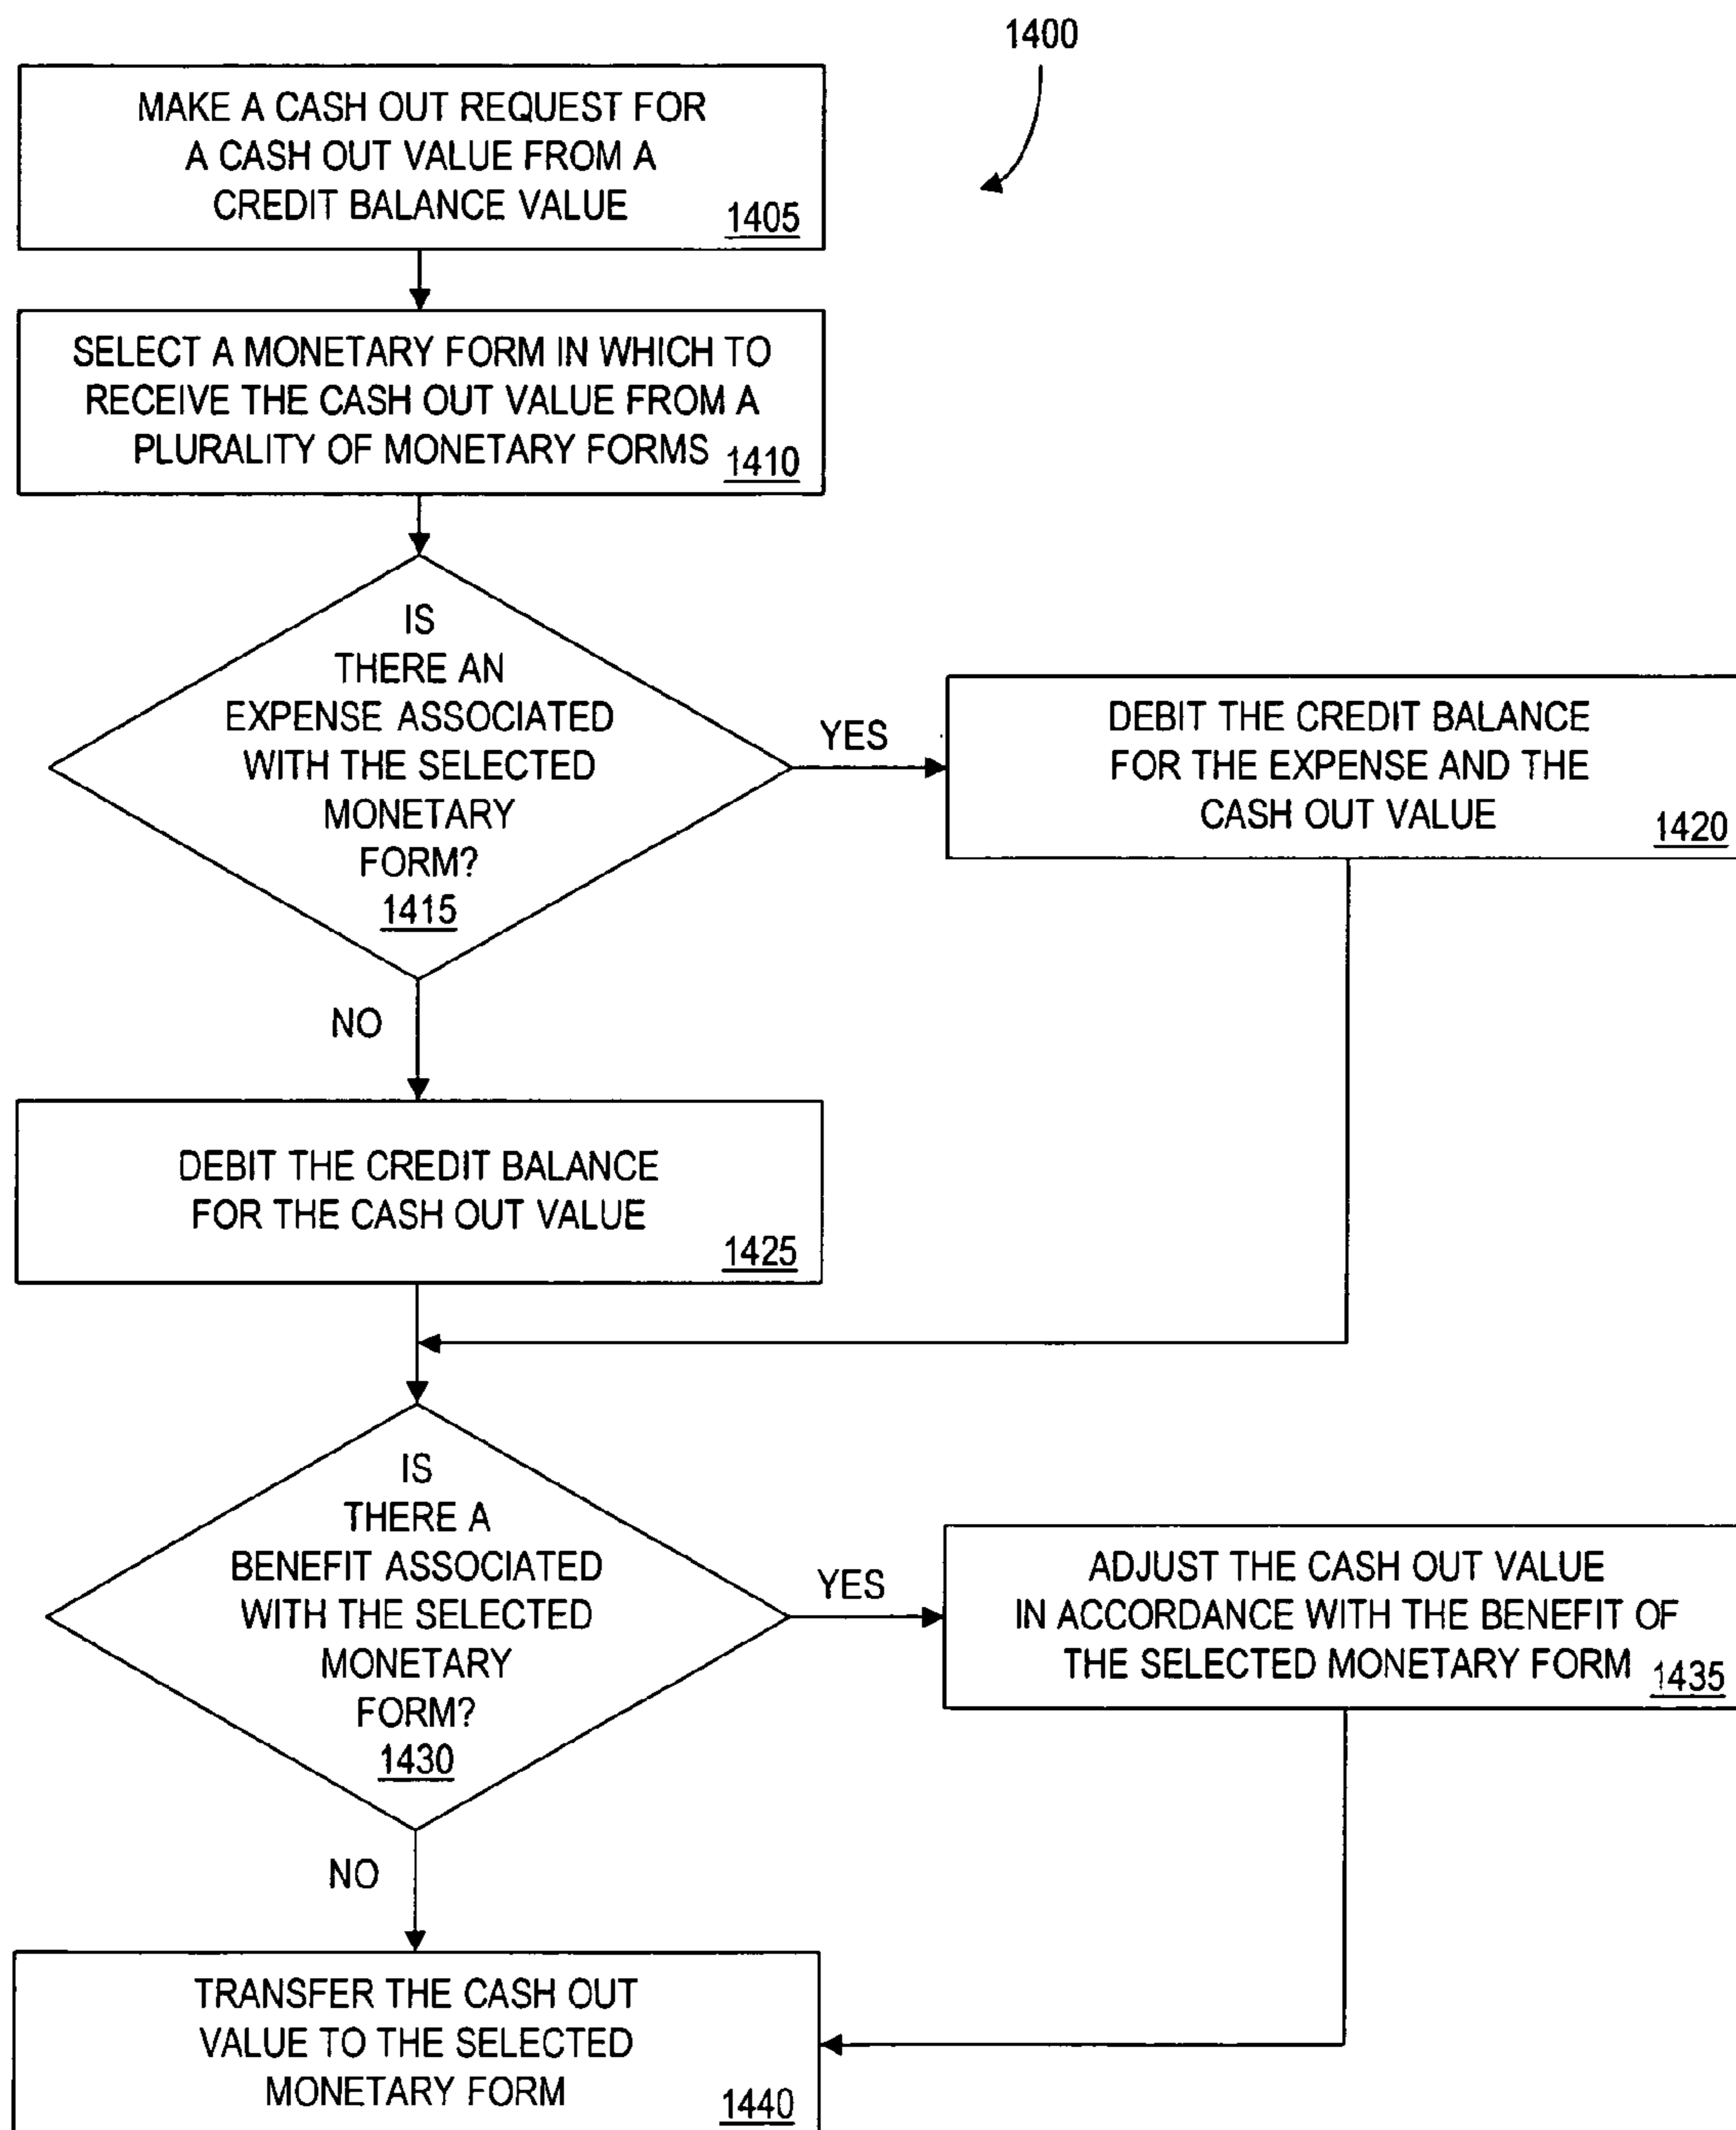 1400
MAKE A CASH OUT REQUEST FOR
A CASH OUT VALUE FROM A
CREDIT BALANCE VALUE
1405
SELECT A MONETARY FORM IN WHICH TO
RECEIVE THE CASH OUT VALUE FROM A
PLURALITY OF MONETARY FORMS
1410
IS
THERE AN
EXPENSE ASSOCIATED
WITH THE SELECTED
MONETARY
FORM?
1415
YES
DEBIT THE CREDIT BALANCE
FOR THE EXPENSE AND THE
CASH OUT VALUE
1420
NO
DEBIT THE CREDIT BALANCE
FOR THE CASH OUT VALUE
1425
IS
THERE A
BENEFIT ASSOCIATED
WITH THE SELECTED
MONETARY
FORM?
1430
YES
ADJUST THE CASH OUT VALUE
IN ACCORDANCE WITH THE BENEFIT OF
THE SELECTED MONETARY FORM
1435
NO
TRANSFER THE CASH OUT
VALUE TO THE SELECTED
MONETARY FORM
1440